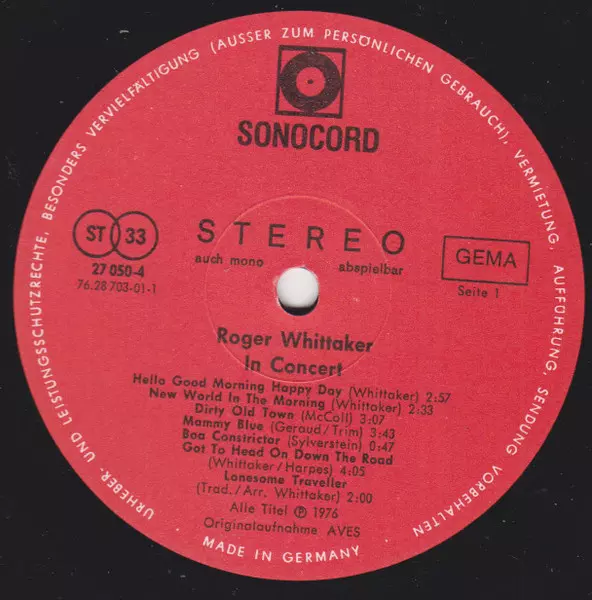 URHEBER- UND LEISTUNGSSCHUTZRECHTE, BESONDERS VERVIELFÄLTIGUNG (AUSSER ZUM PERSÖNLICHEN GEBRAUCH), VERMIETUNG, AUFFÜHRUNG, SENDUNG VORBEHALTEN
SONOCORD
ST 33
STEREO
GEMA
27 050-4
auch mono abspielbar
76.28 703-01-1
Seite 1
Roger Whittaker
In Concert
Hello Good Morning Happy Day (Whittaker) 2:57
New World In The Morning (Whittaker) 2:33
Dirty Old Town (McColl) 3:07
Mammy Blue (Geraud/Trim) 3:43
Boa Constrictor (Sylverstein) 0:47
Got To Head On Down The Road
(Whittaker/Harpes) 4:05
Lonesome Traveller
(Trad./Arr. Whittaker) 2:00
Alle Titel ℗ 1976
Originalaufnahme AVES
MADE IN GERMANY